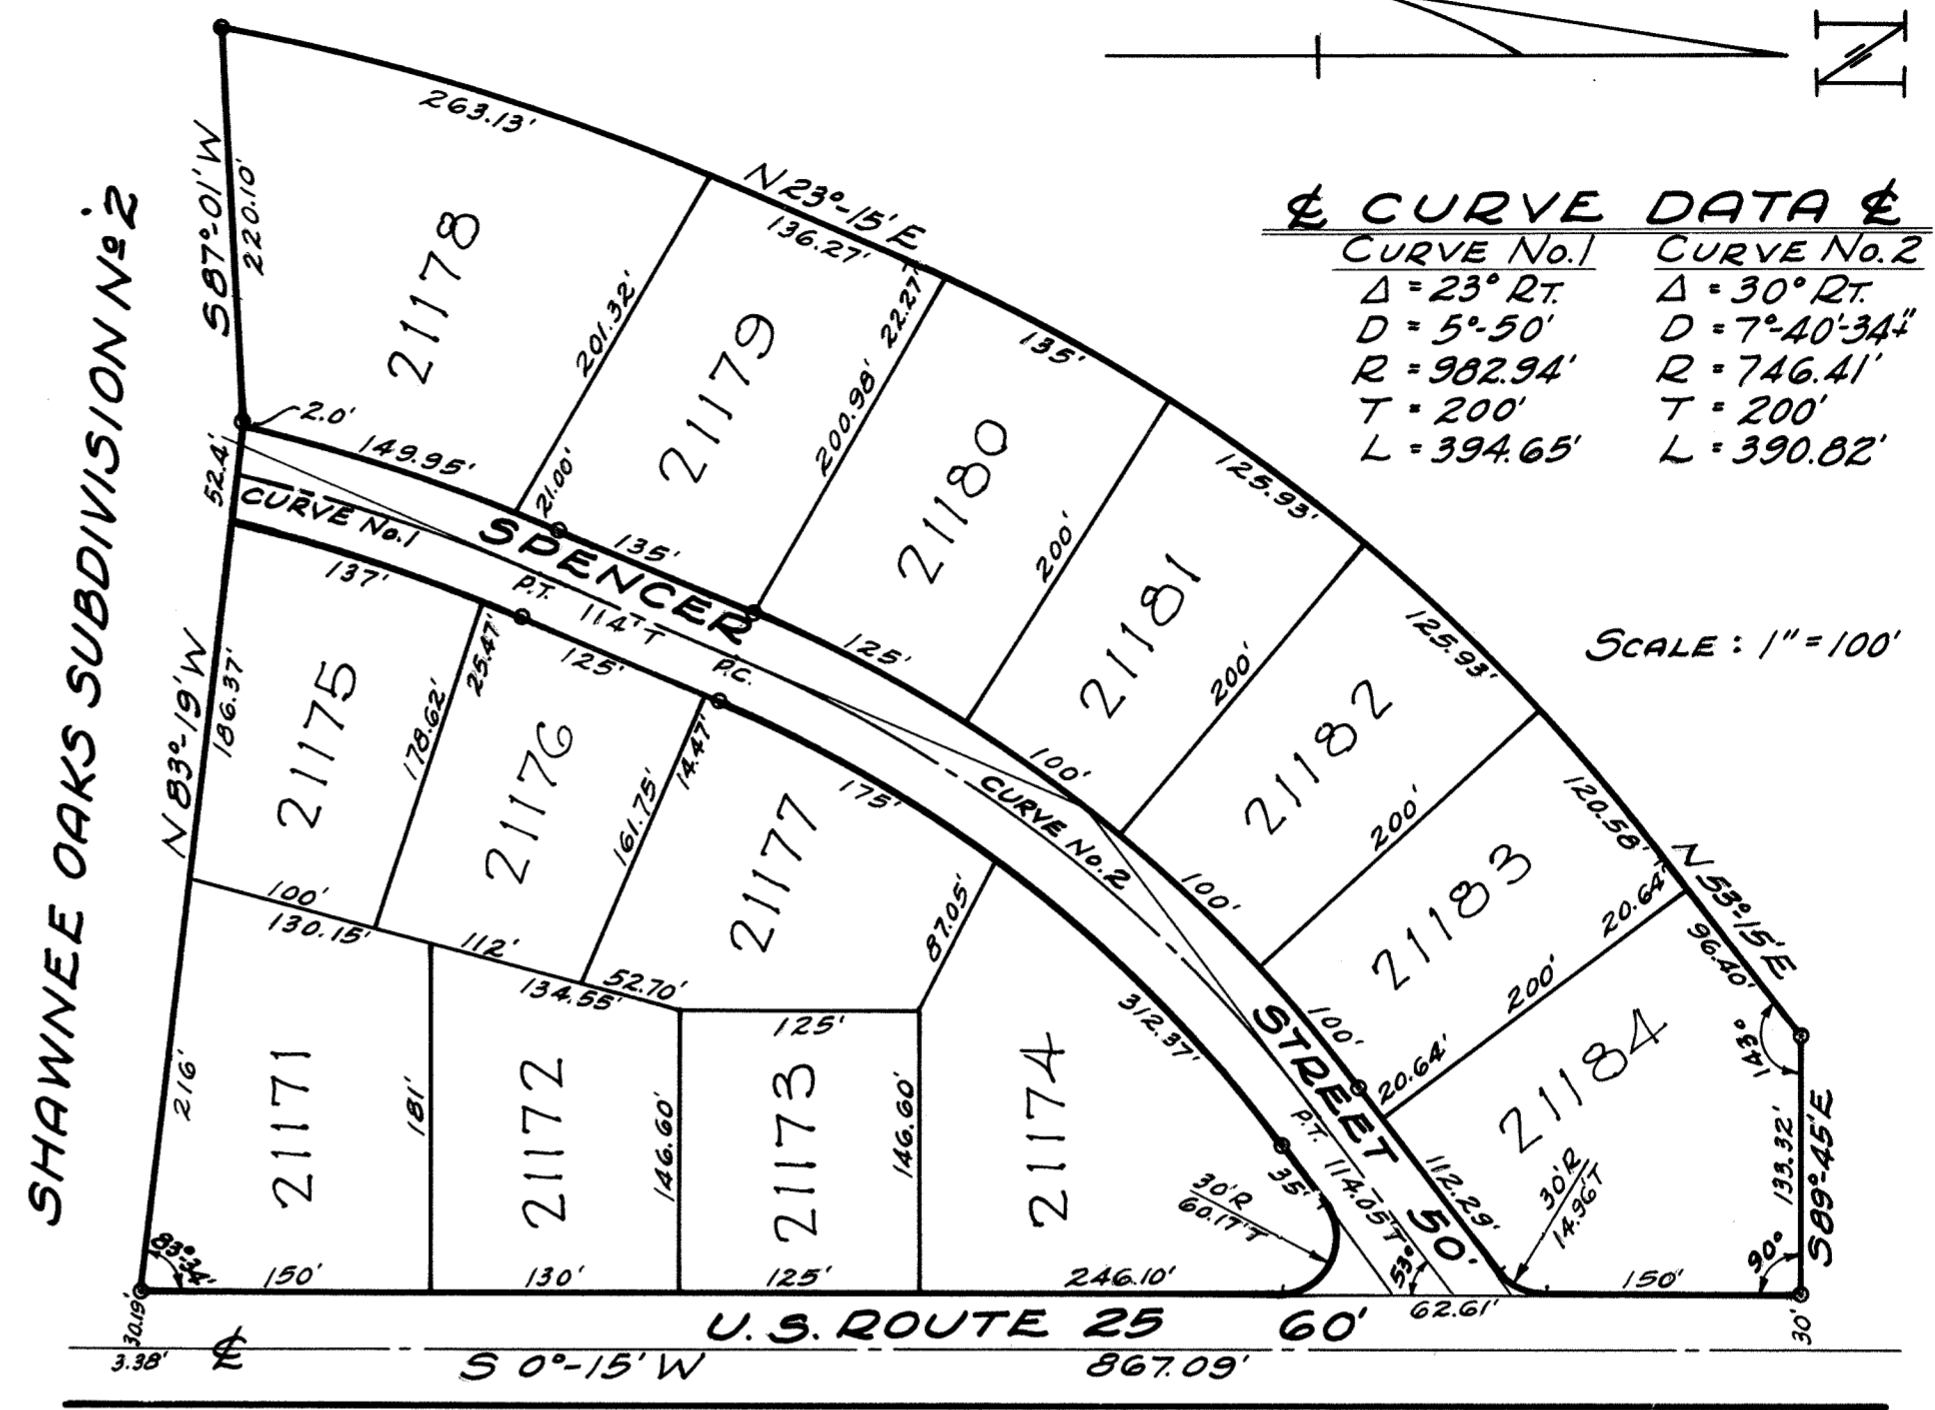 N
263.13'
N 23°-15' E
136.27'
S 87°-01' W
220.10'
21178
201.32'
22.27'
200.98'
21179
135'
21180
125.93'
21181
125.93'
21182
120.58'
21183
N 53°-15' E
96.40'
21184
143°
133.32'
S 89°-45' E
90°
30'
℄ CURVE DATA ℄
CURVE No.1 CURVE No.2
Δ = 23° RT. Δ = 30° RT.
D = 5°-50' D = 7°-40'-34"±
R = 982.94' R = 746.41'
T = 200' T = 200'
L = 394.65' L = 390.82'
SCALE : 1" = 100'
SHAWNEE OAKS SUBDIVISION No 2
2.0'
52.4'
149.95'
21.00'
135'
125'
100'
100'
100'
200'
200'
200'
200'
20.64'
20.64'
CURVE No.1
SPENCER
P.T.
114' T
P.C.
CURVE No.2
STREET 50'
P.T.
114.05' T
112.29'
30' R
14.96' T
137'
125'
175'
312.37'
35'
30' R
60.17' T
53°
62.61'
N 83°-19' W
186.37'
21175
178.62'
25.47'
21176
161.75'
14.47'
21177
87.05'
100'
130.15'
112'
134.55'
52.70'
125'
216'
21171
181'
21172
146.60'
21173
146.60'
21174
83°-34'
150'
130'
125'
246.10'
150'
30.19'
3.38'
℄
U.S. ROUTE 25 60'
S 0°-15' W 867.09'